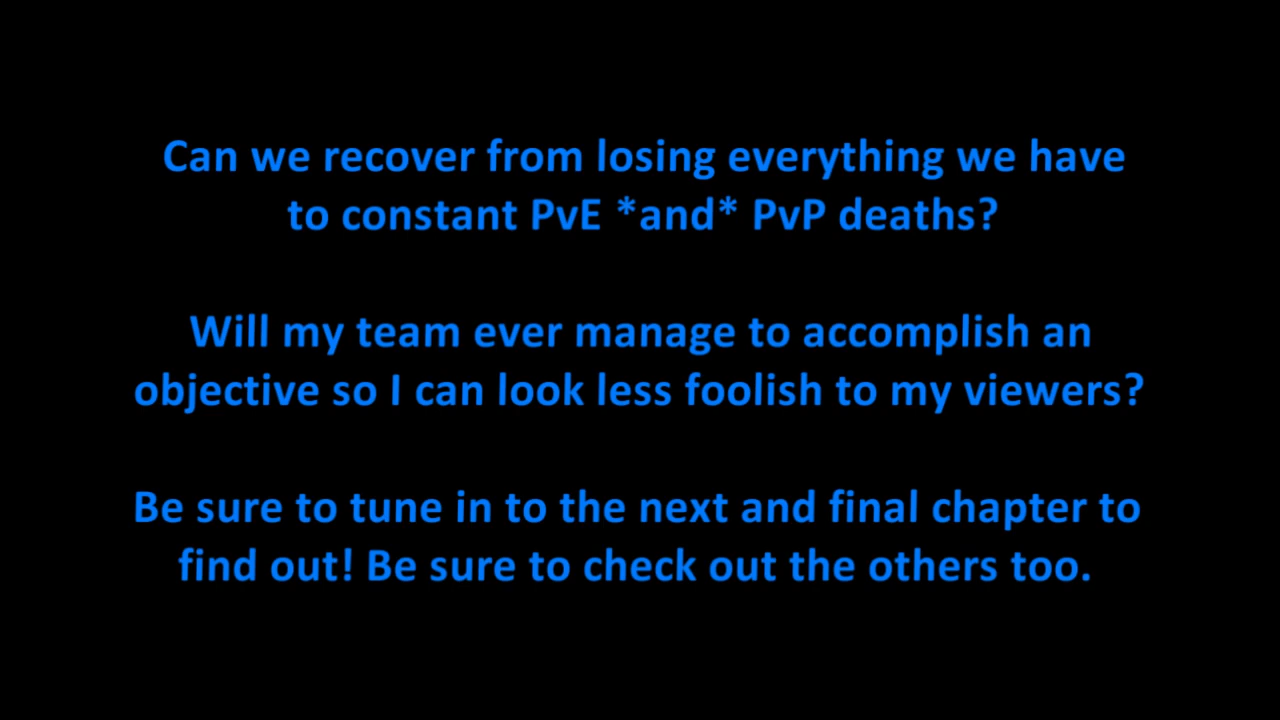 Can we recover from losing everything we have
to constant PvE *and* PvP deaths?
Will my team ever manage to accomplish an
objective so I can look less foolish to my viewers?
Be sure to tune in to the next and final chapter to
find out! Be sure to check out the others too.